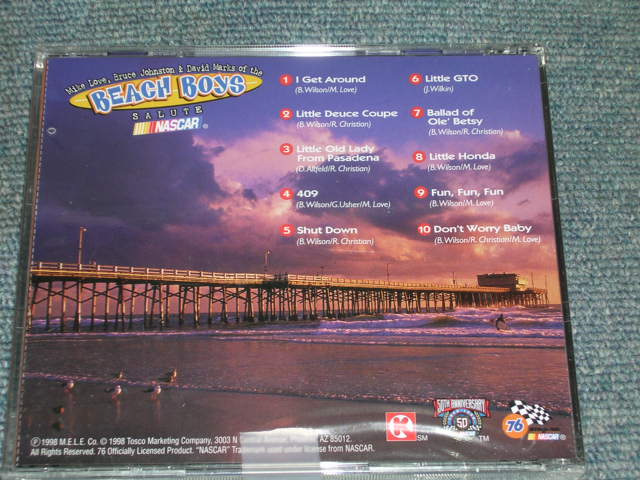 Mike Love, Bruce Johnston & David Marks of the
BEACH BOYS
SALUTE
NASCAR
1 I Get Around
(B.Wilson/M. Love)
2 Little Deuce Coupe
(B.Wilson/R. Christian)
3 Little Old Lady
From Pasadena
(D.Altfeld/R. Christian)
4 409
(B. Wilson/G.Usher/M. Love)
5 Shut Down
(B. Wilson/R. Christian)
6 Little GTO
(J.Wilkin)
7 Ballad of
Ole' Betsy
(B. Wilson/R.Christian)
8 Little Honda
(B. Wilson/M. Love)
9 Fun, Fun, Fun
(B. Wilson/M. Love)
10 Don't Worry Baby
(B. Wilson/R. Christian/M. Love)
Ⓟ 1998 M.E.L.E. Co. © 1998 Tosco Marketing Company, 3003 N Central Avenue, AZ 85012.
All Rights Reserved. 76 Officially Licensed Product. "NASCAR" Trademark used under license from NASCAR.
K SM
50TH ANNIVERSARY
50
TM
76
NASCAR